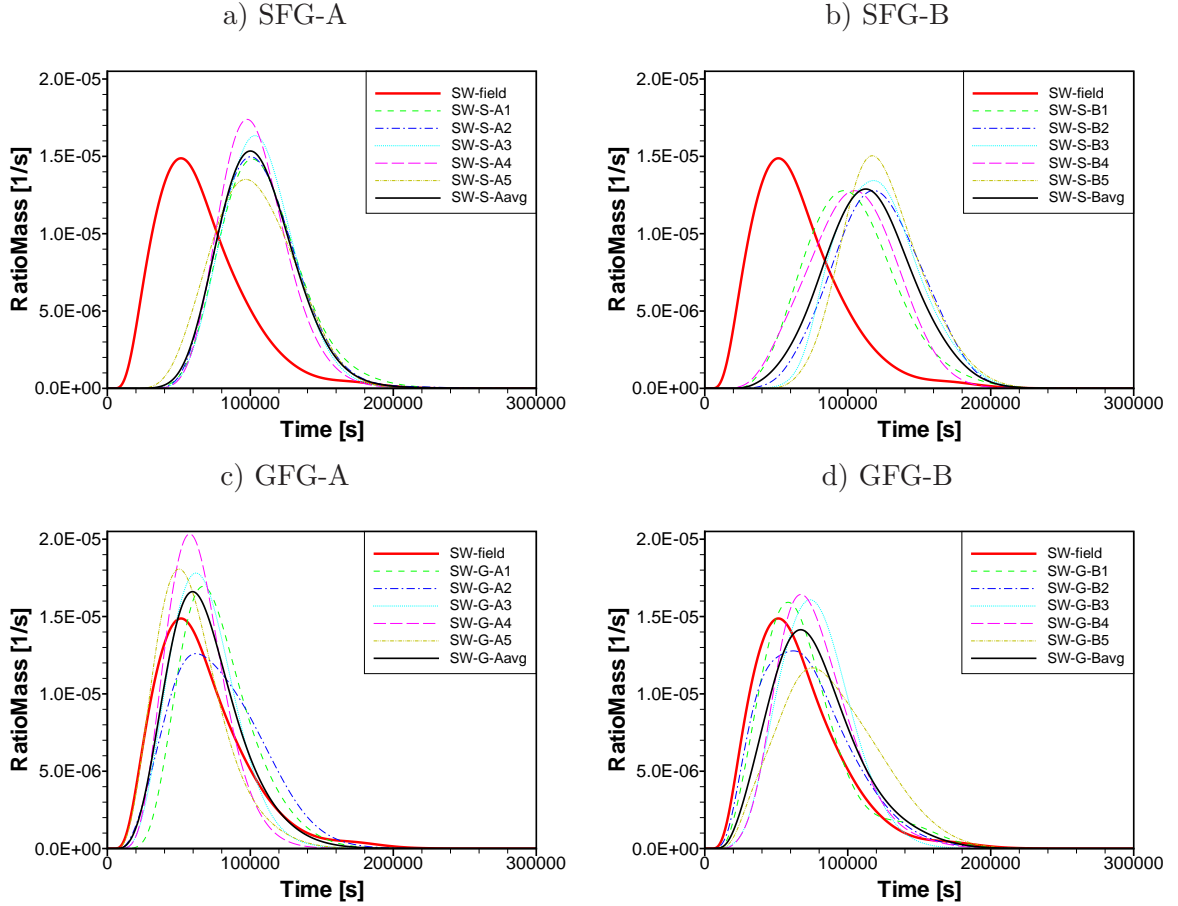 a) SFG-A
RatioMass [1/s]
2.0E-05
1.5E-05
1.0E-05
5.0E-06
0.0E+00
SW-field
SW-S-A1
SW-S-A2
SW-S-A3
SW-S-A4
SW-S-A5
SW-S-Aavg
0
100000
200000
300000
Time [s]
b) SFG-B
RatioMass [1/s]
2.0E-05
1.5E-05
1.0E-05
5.0E-06
0.0E+00
SW-field
SW-S-B1
SW-S-B2
SW-S-B3
SW-S-B4
SW-S-B5
SW-S-Bavg
0
100000
200000
300000
Time [s]
c) GFG-A
RatioMass [1/s]
2.0E-05
1.5E-05
1.0E-05
5.0E-06
0.0E+00
SW-field
SW-G-A1
SW-G-A2
SW-G-A3
SW-G-A4
SW-G-A5
SW-G-Aavg
0
100000
200000
300000
Time [s]
d) GFG-B
RatioMass [1/s]
2.0E-05
1.5E-05
1.0E-05
5.0E-06
0.0E+00
SW-field
SW-G-B1
SW-G-B2
SW-G-B3
SW-G-B4
SW-G-B5
SW-G-Bavg
0
100000
200000
300000
Time [s]